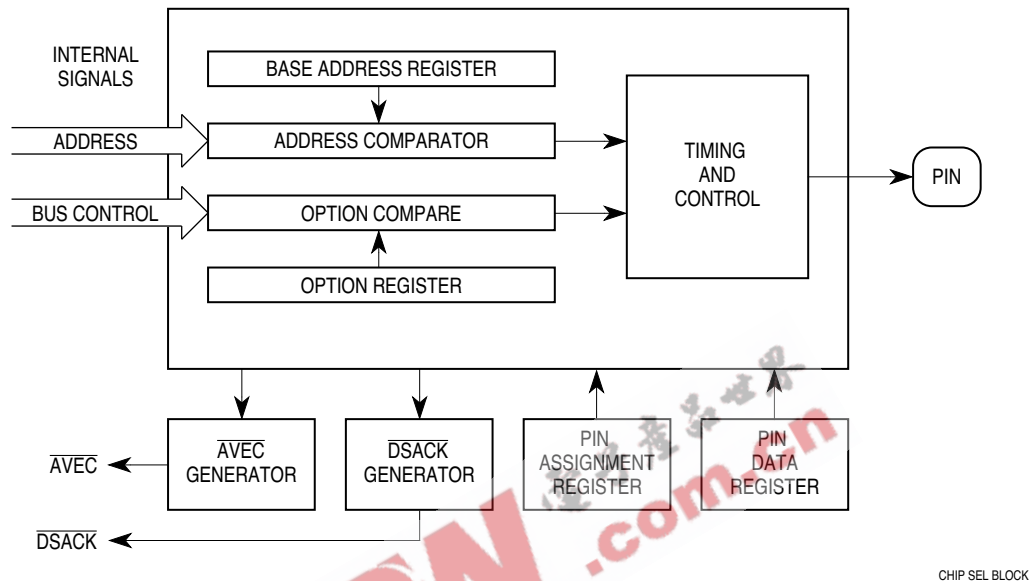 INTERNAL
SIGNALS
BASE ADDRESS REGISTER
ADDRESS
ADDRESS COMPARATOR
TIMING
AND
CONTROL
PIN
BUS CONTROL
OPTION COMPARE
OPTION REGISTER
AVEC
AVEC
GENERATOR
DSACK
GENERATOR
PIN
ASSIGNMENT
REGISTER
PIN
DATA
REGISTER
DSACK
.com.cn
CHIP SEL BLOCK